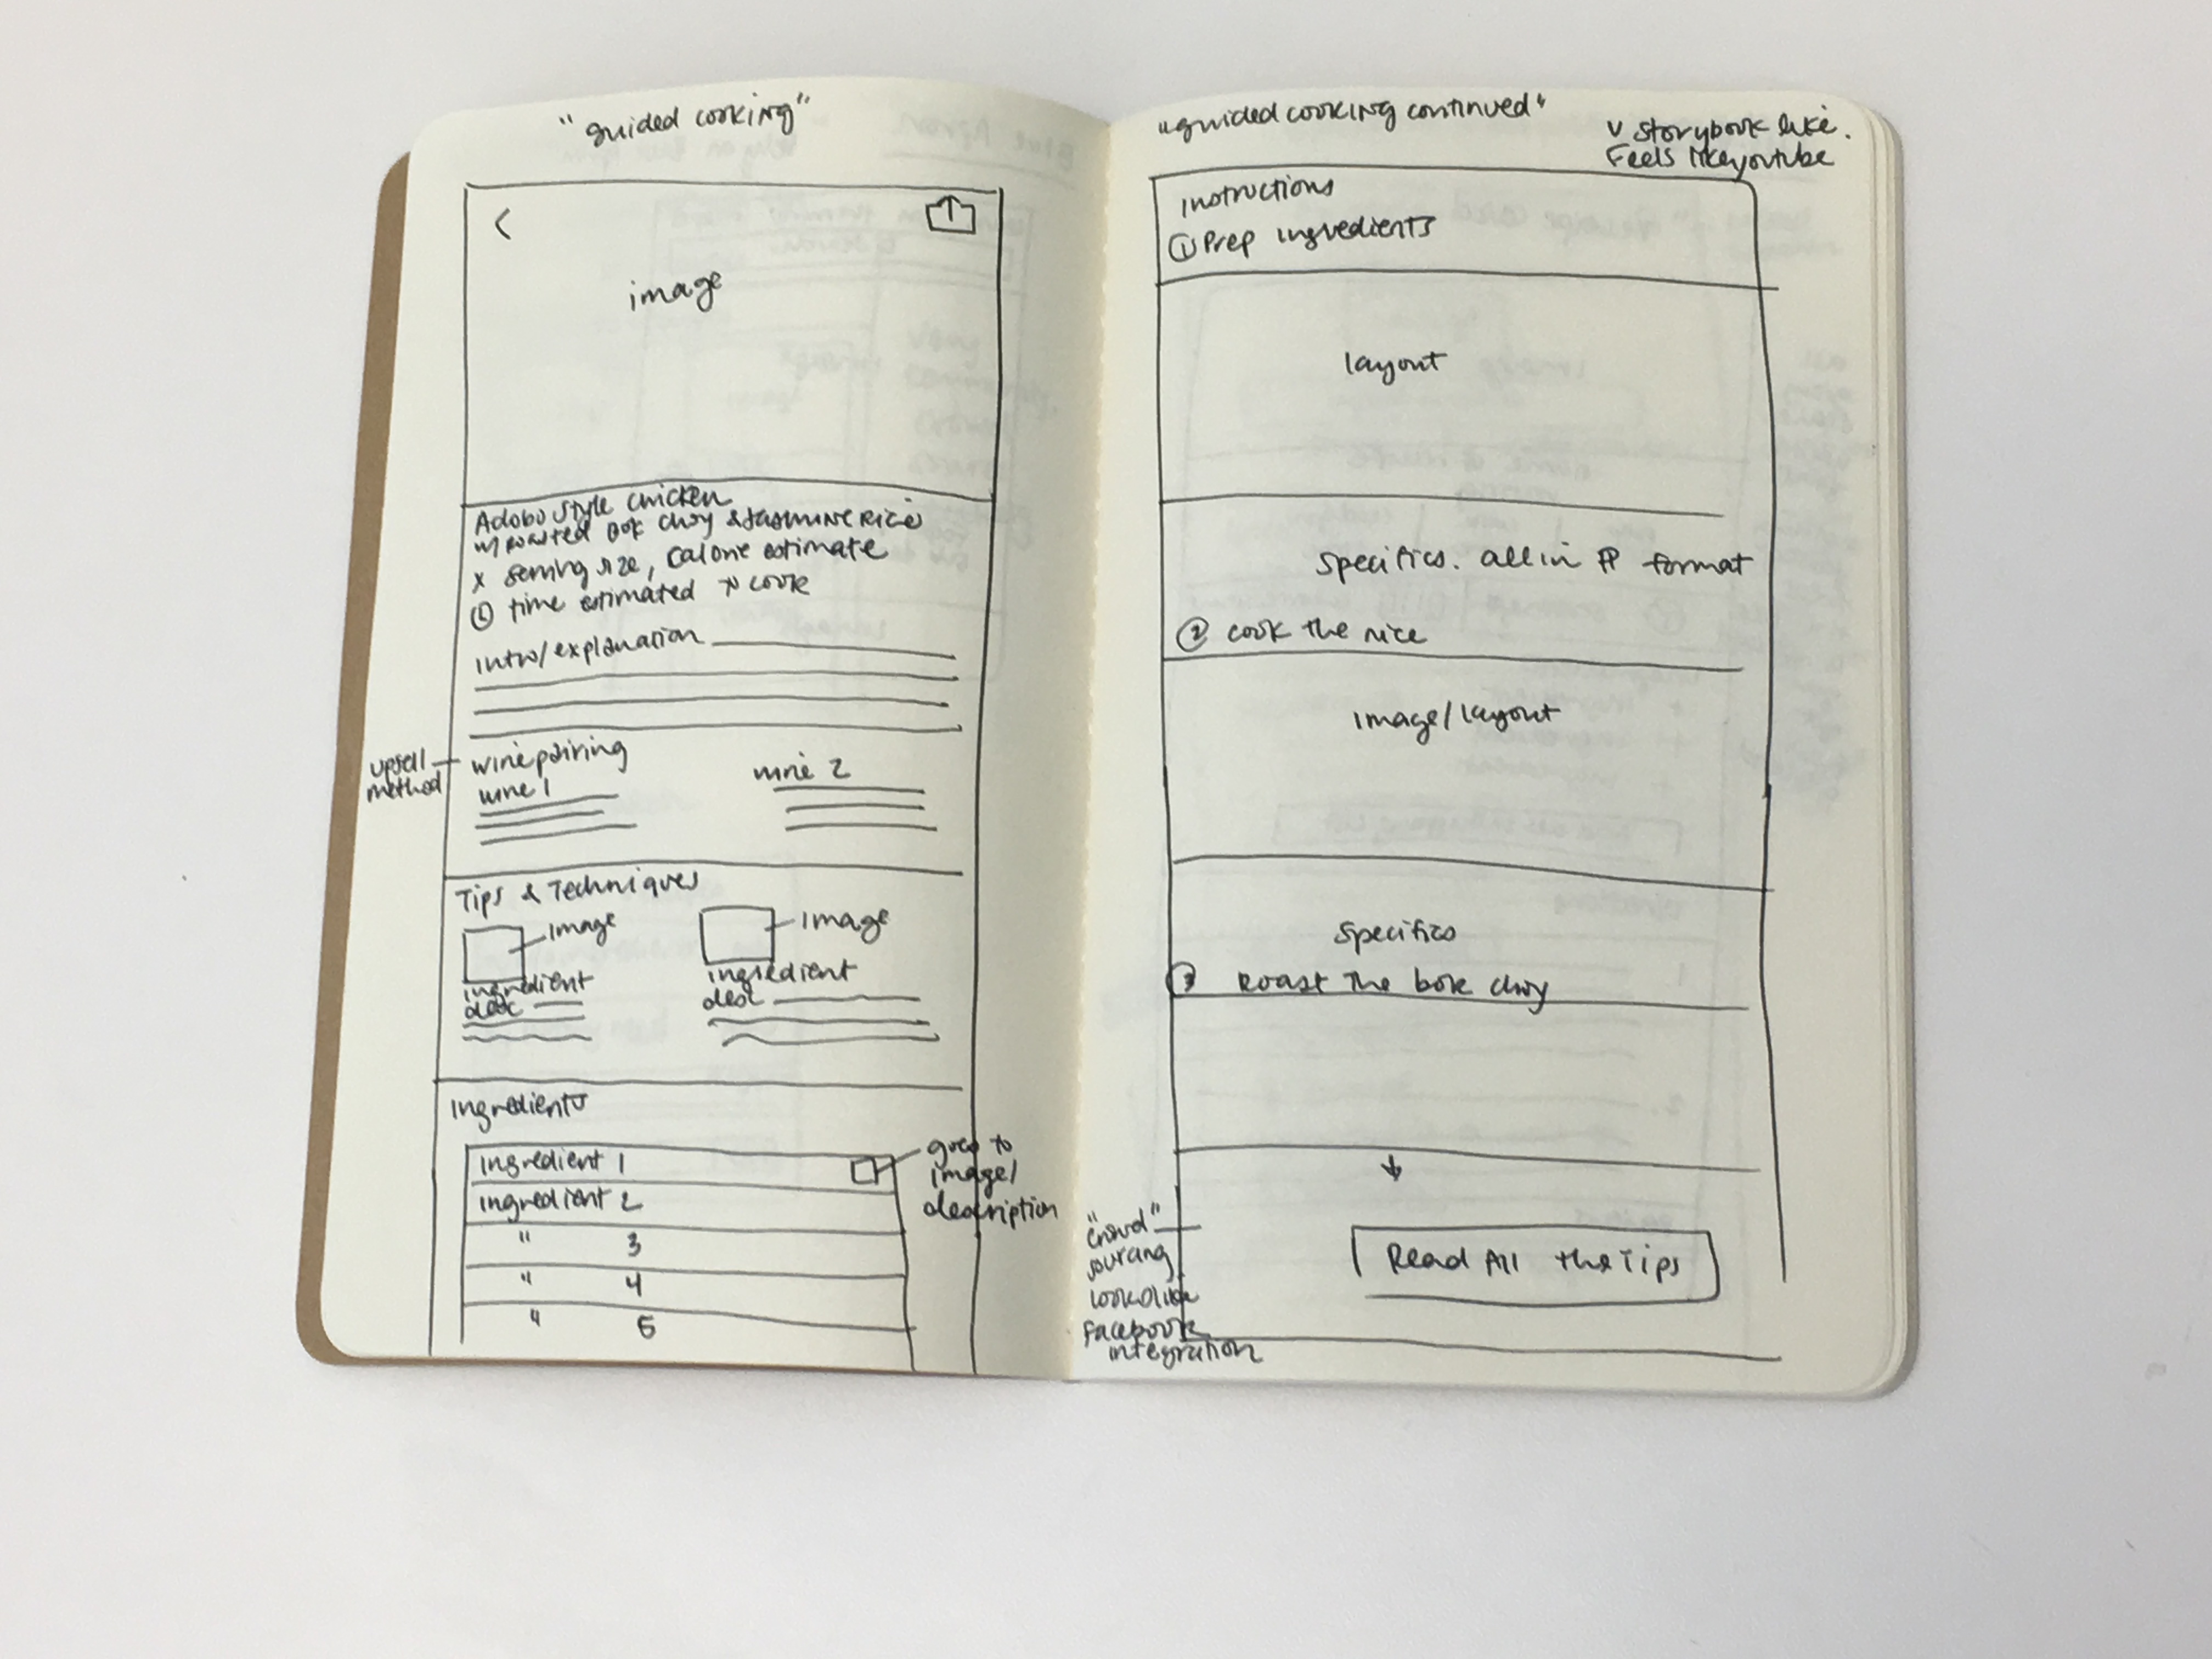 "guided cooking"
image
Adobo style chicken
w/ roasted Bok choy & Jasmine Rice
x serving size, calorie estimate
time estimated to cook
intro/explanation
upsell
method
wine pairing
wine 1
wine 2
Tips & Techniques
image
image
ingredient
desc
ingredient
desc
Ingredients
Ingredient 1
ingredient 2
" 3
" 4
" 5
goes to
image/
description
"guided cooking continued"
v storybook like.
Feels like youtube
instructions
① Prep ingredients
layout
Specifics. all in ¶ format
② cook the rice
image/layout
Specifics
③ Roast the bok choy
"crowd"
sourcing
looks like
facebook
integration
Read All the Tips